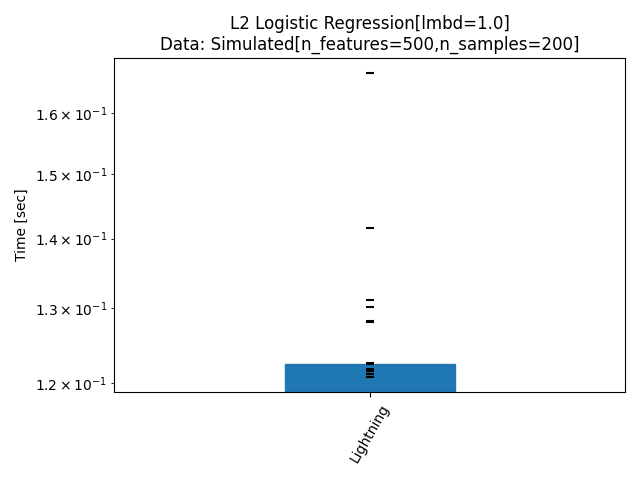 L2 Logistic Regression[lmbd=1.0]
Data: Simulated[n_features=500,n_samples=200]
Time [sec]
1.6 × 10⁻¹
1.5 × 10⁻¹
1.4 × 10⁻¹
1.3 × 10⁻¹
1.2 × 10⁻¹
Lightning